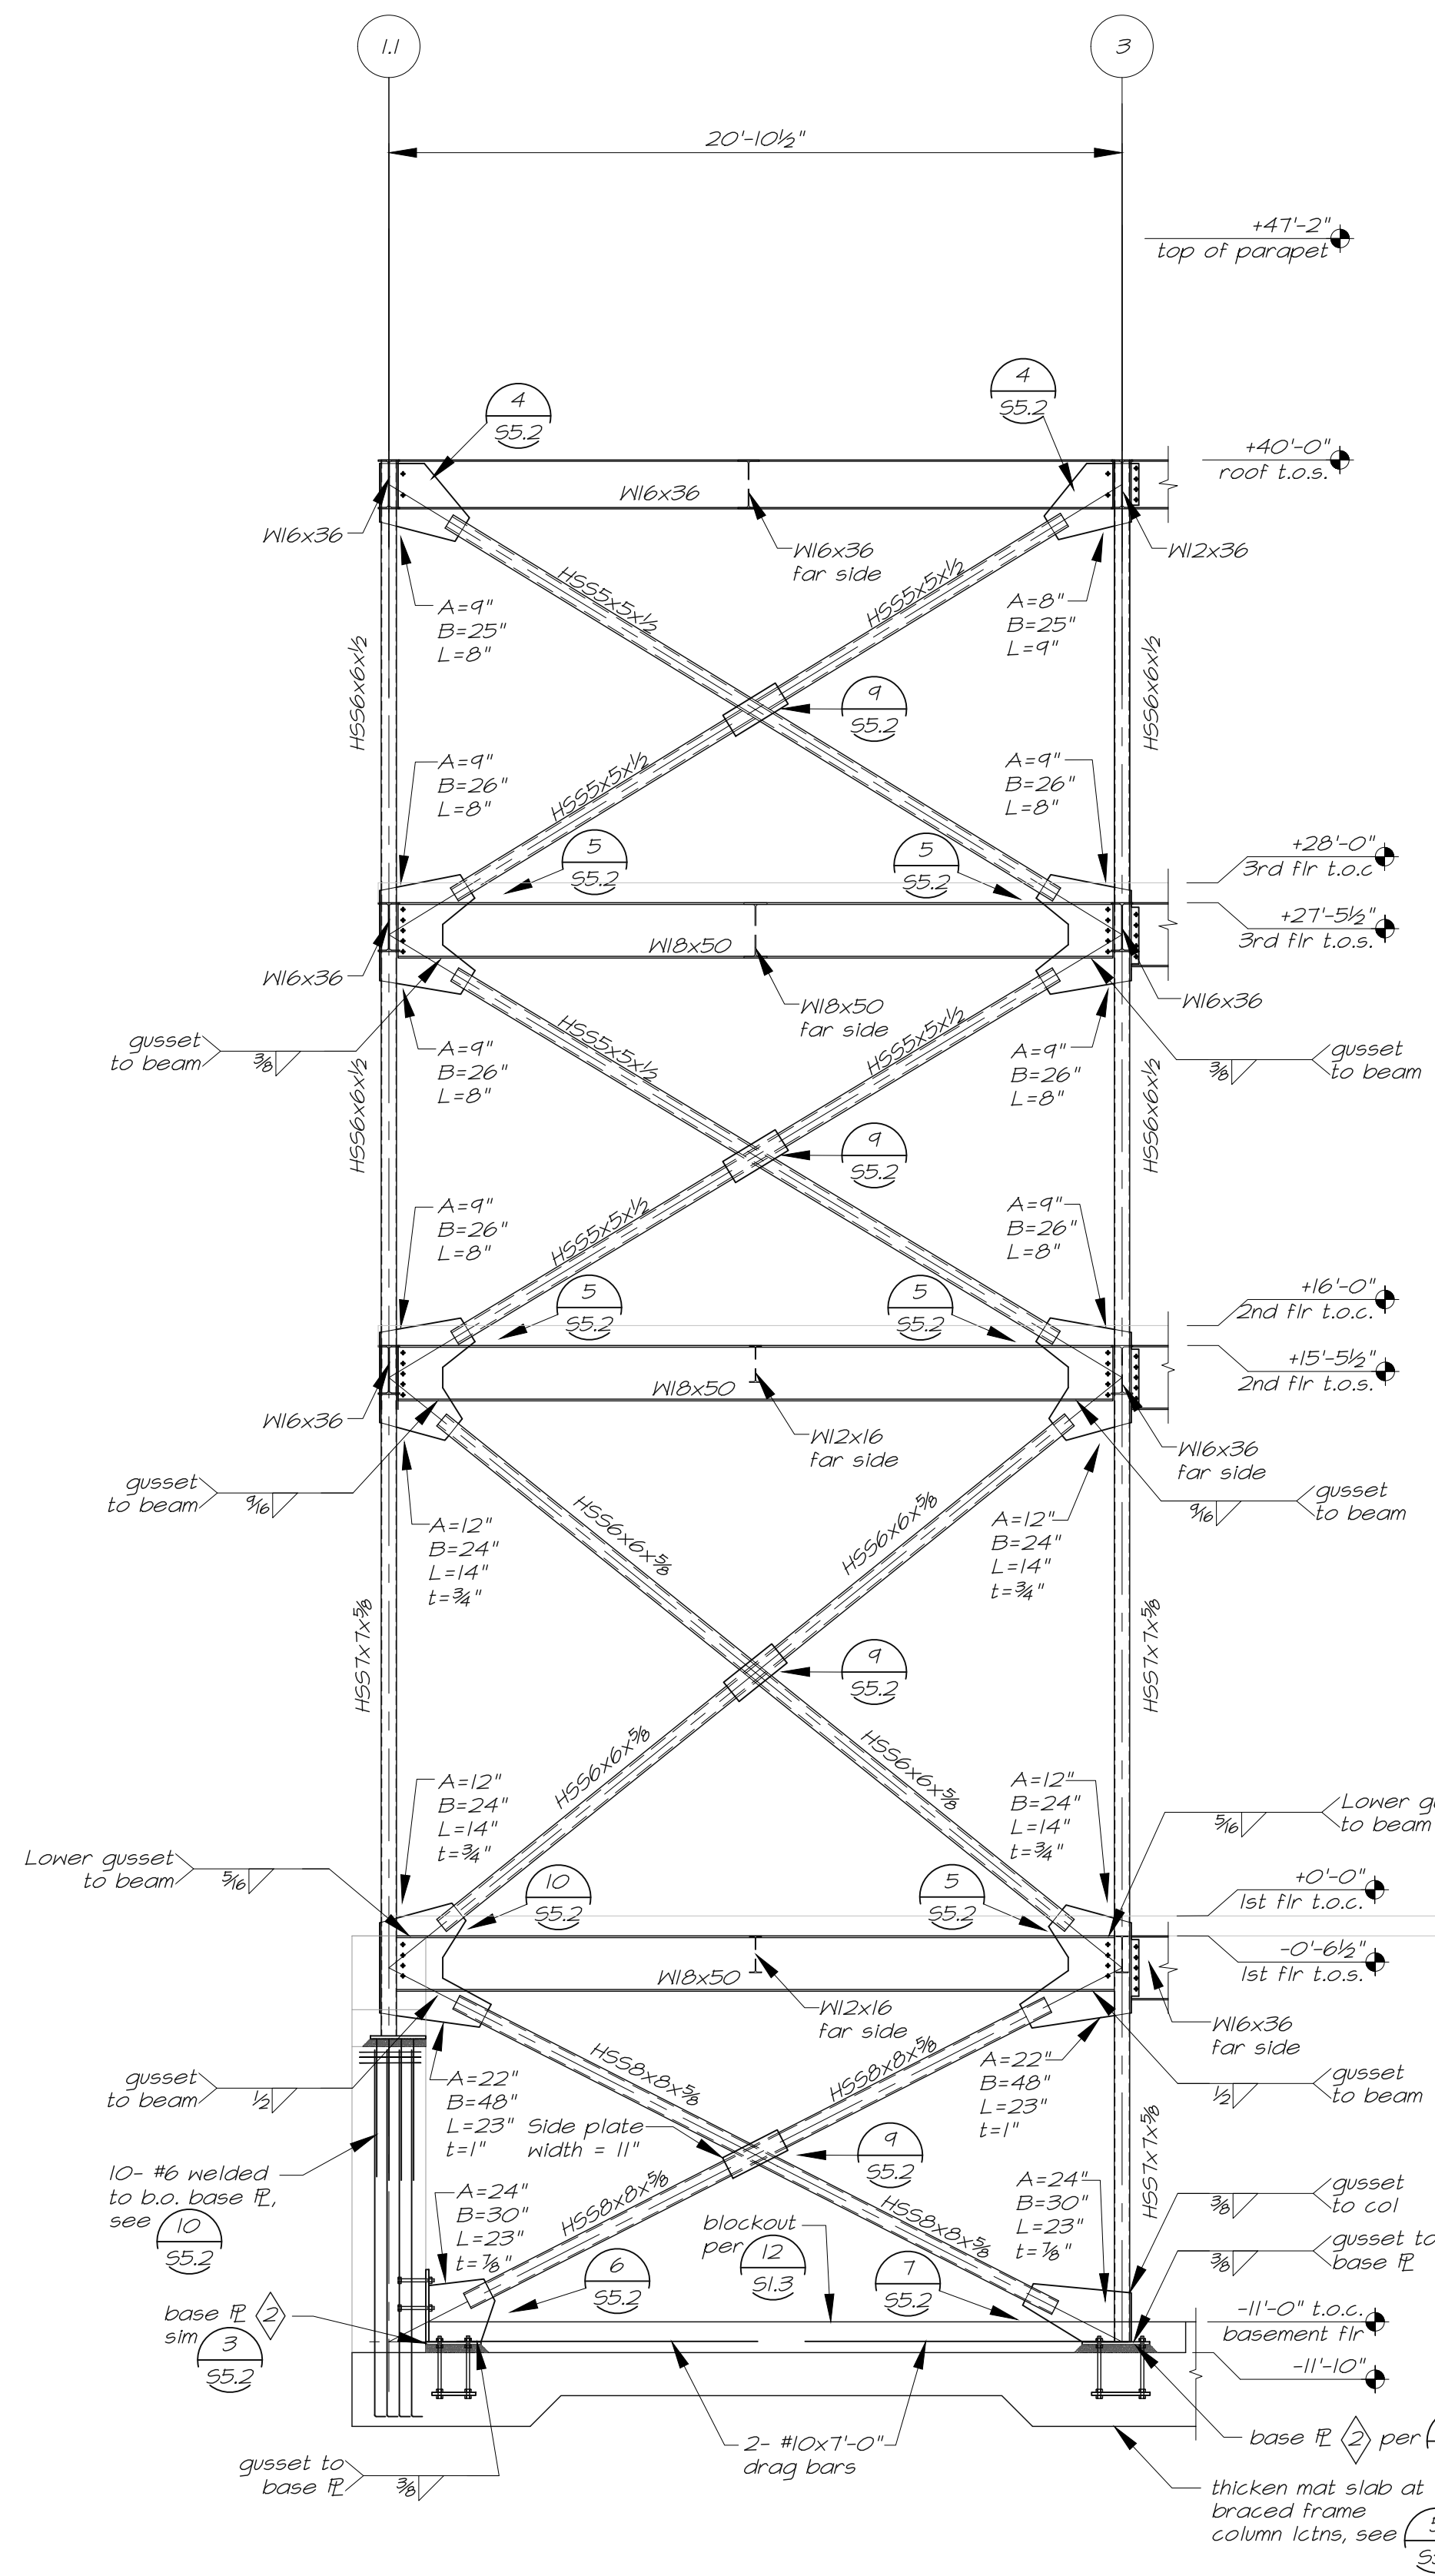 1.1
3
20'-10½"
+47'-2"
top of parapet
4
S5.2
4
S5.2
+40'-0"
roof t.o.s.
W16x36
W16x36
W16x36
far side
W12x36
HSS5x5x½
HSS5x5x½
A=9"
B=25"
L=8"
A=8"
B=25"
L=9"
HSS6x6x½
HSS6x6x½
9
S5.2
A=9"
B=26"
L=8"
HSS5x5x½
A=9"
B=26"
L=8"
5
S5.2
5
S5.2
+28'-0"
3rd flr t.o.c
+27'-5½"
3rd flr t.o.s.
W18x50
W16x36
W18x50
far side
W16x36
gusset
to beam
3/8
A=9"
B=26"
L=8"
HSS5x5x½
HSS5x5x½
A=9"
B=26"
L=8"
3/8
gusset
to beam
HSS6x6x½
HSS6x6x½
9
S5.2
A=9"
B=26"
L=8"
HSS5x5x½
A=9"
B=26"
L=8"
5
S5.2
5
S5.2
+16'-0"
2nd flr t.o.c.
+15'-5½"
2nd flr t.o.s.
W18x50
W16x36
W12x16
far side
W16x36
far side
gusset
to beam
9/16
9/16
gusset
to beam
A=12"
B=24"
L=14"
t=¾"
HSS6x6x5/8
HSS6x6x5/8
A=12"
B=24"
L=14"
t=¾"
HSS7x7x5/8
HSS7x7x5/8
9
S5.2
A=12"
B=24"
L=14"
t=¾"
HSS6x6x5/8
HSS6x6x5/8
A=12"
B=24"
L=14"
t=¾"
Lower gusset
to beam
5/16
5/16
Lower
to beam
10
S5.2
5
S5.2
+0'-0"
1st flr t.o.c.
-0'-6½"
1st flr t.o.s.
W18x50
W12x16
far side
W16x36
far side
gusset
to beam
½
A=22"
B=48"
L=23"
t=1"
HSS8x8x5/8
HSS8x8x5/8
A=22"
B=48"
L=23"
t=1"
½
gusset
to beam
Side plate
width = 11"
9
S5.2
HSS7x7x5/8
10- #6 welded
to b.o. base PL,
see
10
S5.2
A=24"
B=30"
L=23"
t=7/8"
HSS8x8x5/8
HSS8x8x5/8
A=24"
B=30"
L=23"
t=7/8"
3/8
gusset
to col
blockout
per
12
S1.3
3/8
gusset to
base PL
6
S5.2
7
S5.2
base PL 2
sim
3
S5.2
-11'-0" t.o.c.
basement flr
-11'-10"
2- #10x7'-0"
drag bars
base PL 2 per
gusset to
base PL
3/8
thicken mat slab at
braced frame
column lctns, see